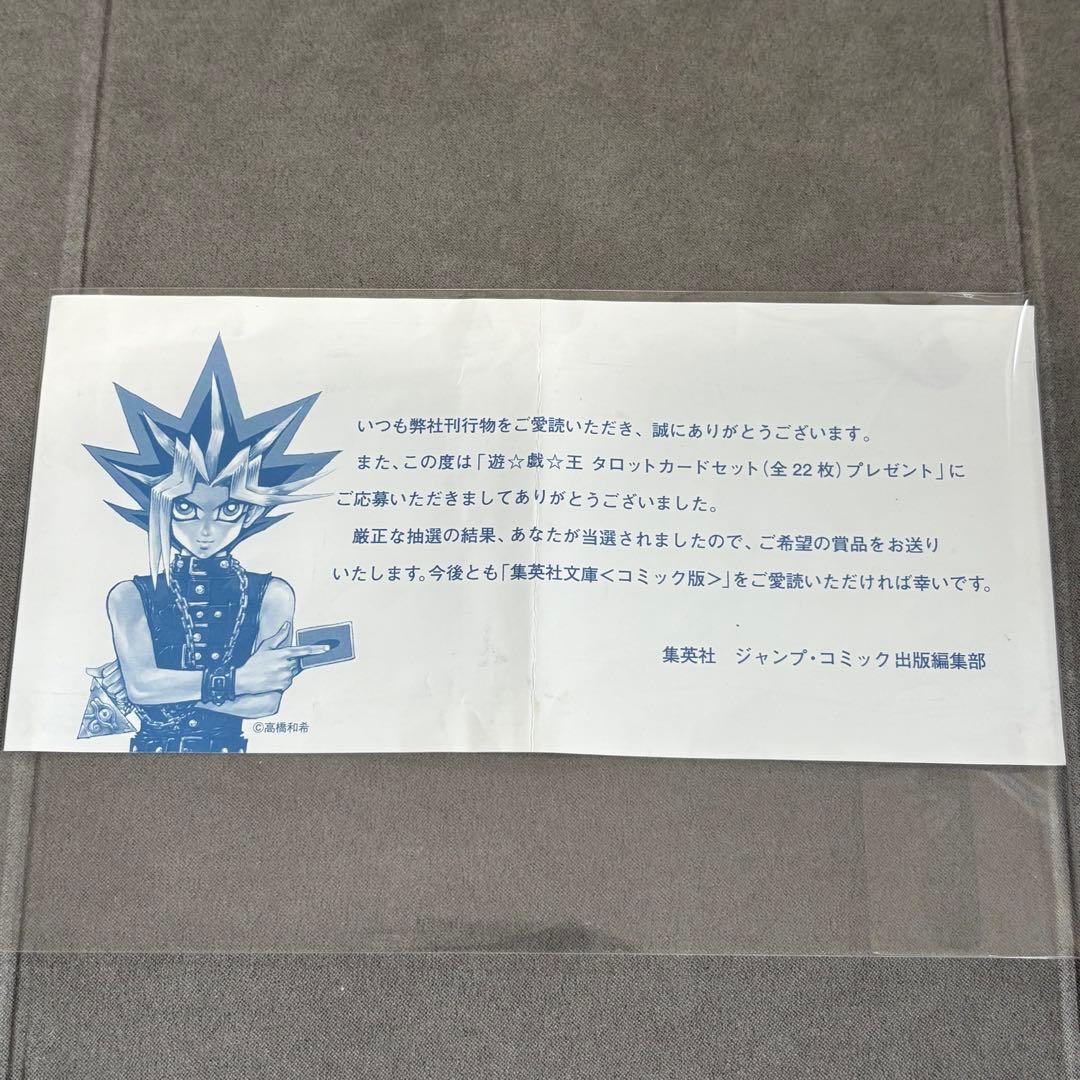 いつも弊社刊行物をご愛読いただき、誠にありがとうございます。
また、この度は「遊☆戯☆王 タロットカードセット(全22枚)プレゼント」に
ご応募いただきましてありがとうございました。
厳正な抽選の結果、あなたが当選されましたので、ご希望の賞品をお送り
いたします。今後とも「集英社文庫<コミック版>」をご愛読いただければ幸いです。
集英社 ジャンプ・コミック出版編集部
©高橋和希